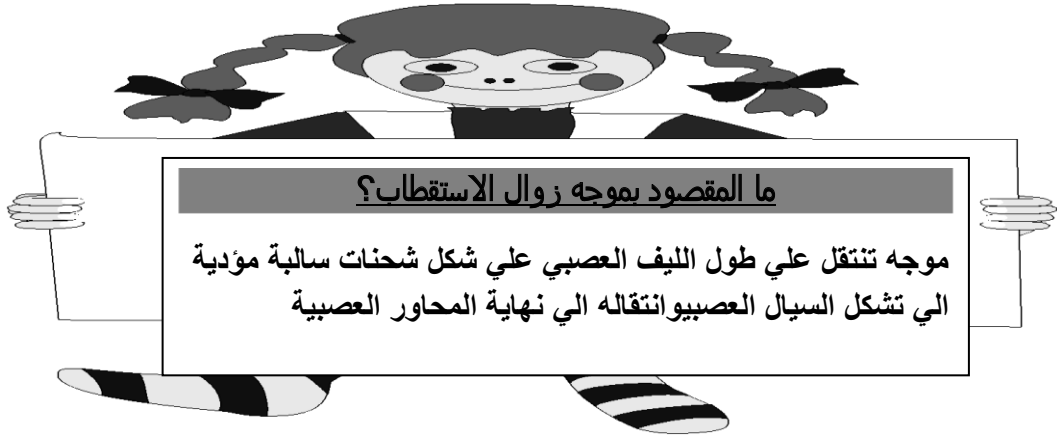 ما المقصود بموجه زوال الاستقطاب؟
موجه تنتقل علي طول الليف العصبي علي شكل شحنات سالبة مؤدية
الي تشكل السيال العصبيوانتقاله الي نهاية المحاور العصبية